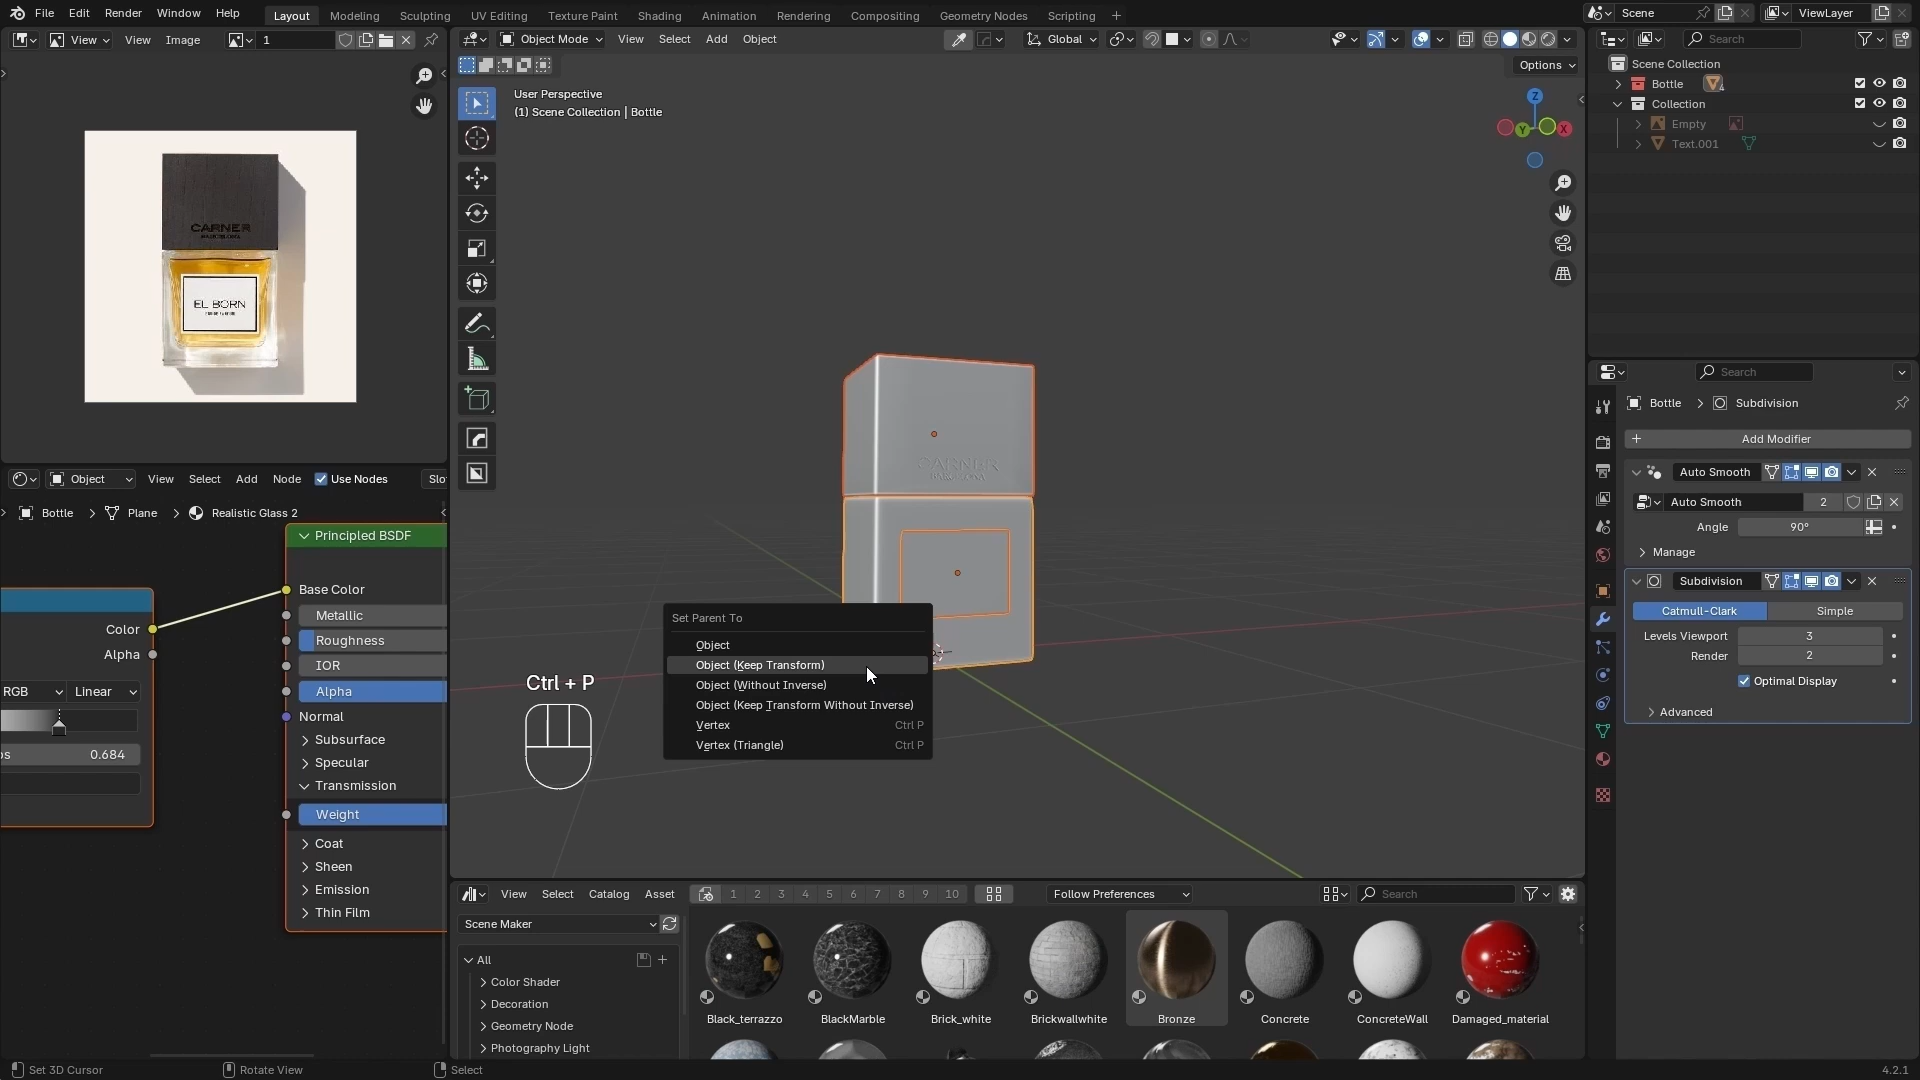 File Edit Render Window Help Layout Modeling Sculpting UV Editing Texture Paint Shading Animation Rendering Compositing Geometry Nodes Scripting Scene ViewLayer
View View Image 1
Object Mode View Select Add Object Global
Options
User Perspective
(1) Scene Collection | Bottle
Z
Y X
CARNER
EL BORN
CARNER
Search
Scene Collection
Bottle
Collection
Empty
Text.001
Object View Select Add Node Use Nodes Slo
Bottle Plane Realistic Glass 2
Principled BSDF
Base Color
Metallic
Roughness
IOR
Alpha
Normal
Subsurface
Specular
Transmission
Weight
Coat
Sheen
Emission
Thin Film
Color
Alpha
RGB Linear
os 0.684
Set Parent To
Object
Object (Keep Transform)
Object (Without Inverse)
Object (Keep Transform Without Inverse)
Vertex Ctrl P
Vertex (Triangle) Ctrl P
Ctrl + P
Search
Bottle Subdivision
Add Modifier
Auto Smooth
Auto Smooth 2
Angle 90°
Manage
Subdivision
Catmull-Clark Simple
Levels Viewport 3
Render 2
Optimal Display
Advanced
View Select Catalog Asset 1 2 3 4 5 6 7 8 9 10 Follow Preferences Search
Scene Maker
All
Color Shader
Decoration
Geometry Node
Photography Light
Black_terrazzo BlackMarble Brick_white Brickwallwhite Bronze Concrete ConcreteWall Damaged_material
Set 3D Cursor Rotate View Select 4.2.1